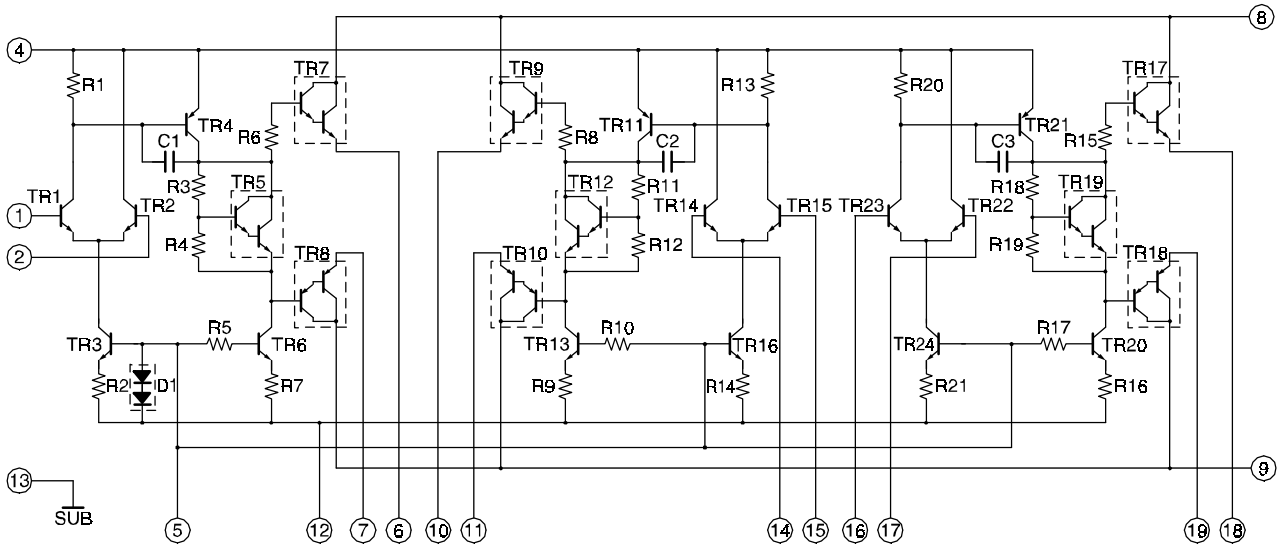 8
4
TR7 TR9 TR17
R1 R13 R20
TR4 R6 R8 TR11 TR21 R15
C1 C2 C3
R3 TR5 TR12 R11 R18 TR19
TR1 TR2 TR14 TR15 TR23 TR22
1
R4 R12 R19
2 TR8 TR10 TR18
R5 R10 R17
TR3 TR6 TR13 TR16 TR24 TR20
R2 D1 R7 R9 R14 R21 R16
9
13
SUB
5 12 7 6 10 11 14 15 16 17 19 18